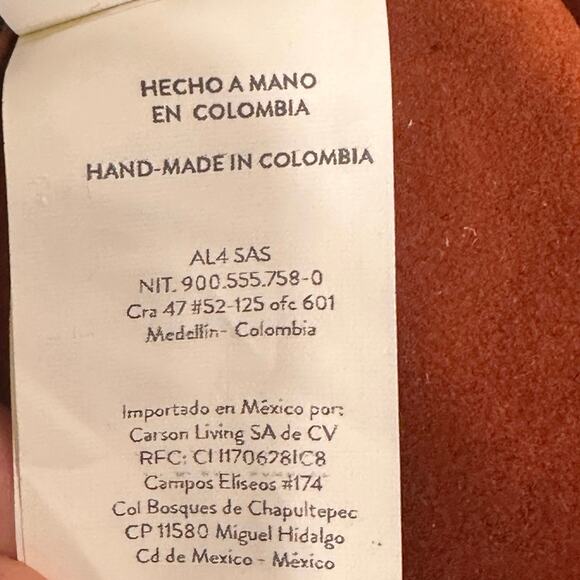 HECHO A MANO
EN COLOMBIA
HAND-MADE IN COLOMBIA
AL4 SAS
NIT. 900.555.758-0
Cra 47 #52-125 ofc 601
Medellín- Colombia
Importado en México por:
Carson Living SA de CV
RFC:
Campos Elíseos #174
Col Bosques de Chapultepec
CP 11580 Miguel Hidalgo
Cd de Mexico - México